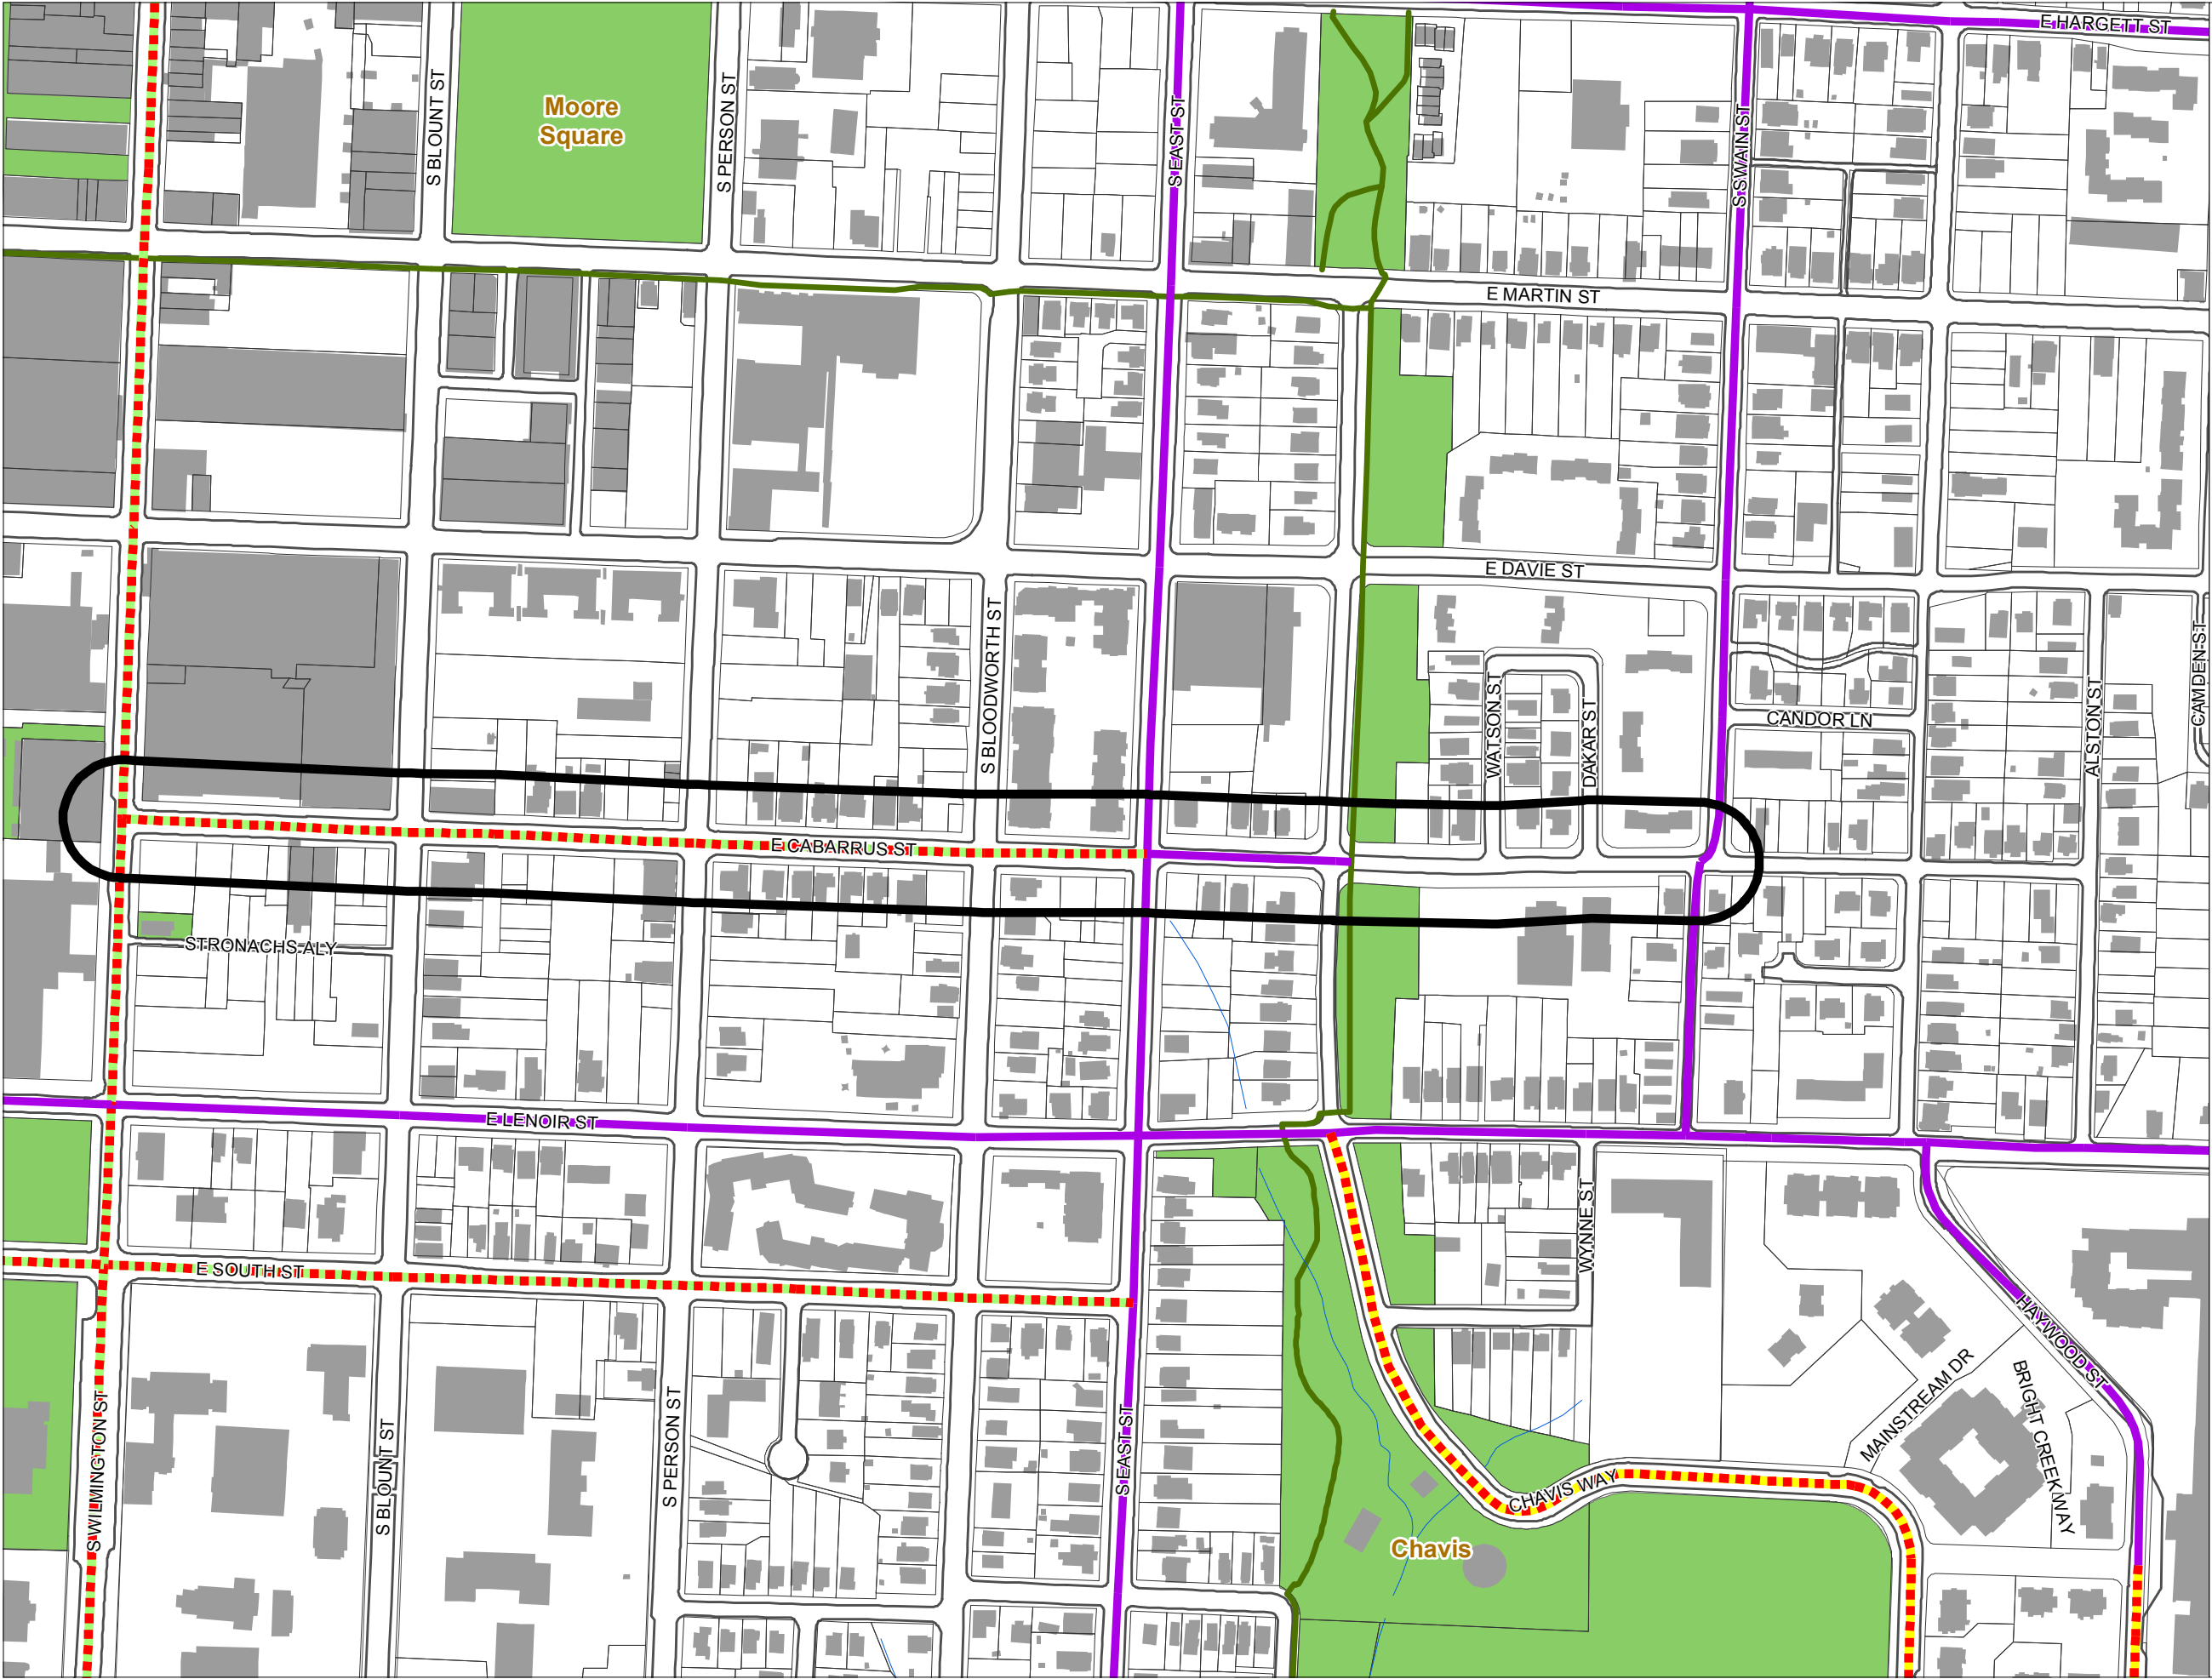 E HARGETT ST
S BLOUNT ST
Moore
Square
S PERSON ST
S EAST ST
S SWAIN ST
E MARTIN ST
E DAVIE ST
S BLOODWORTH ST
WATSON ST
DAKAR ST
CANDOR LN
ALSTON ST
CAMDEN ST
E CABARRUS ST
STRONACHS ALY
E LENOIR ST
E SOUTH ST
WYNNE ST
HAYWOOD ST
MAINSTREAM DR
BRIGHT CREEK WAY
S WILMINGTON ST
S BLOUNT ST
S PERSON ST
S EAST ST
CHAVIS WAY
Chavis